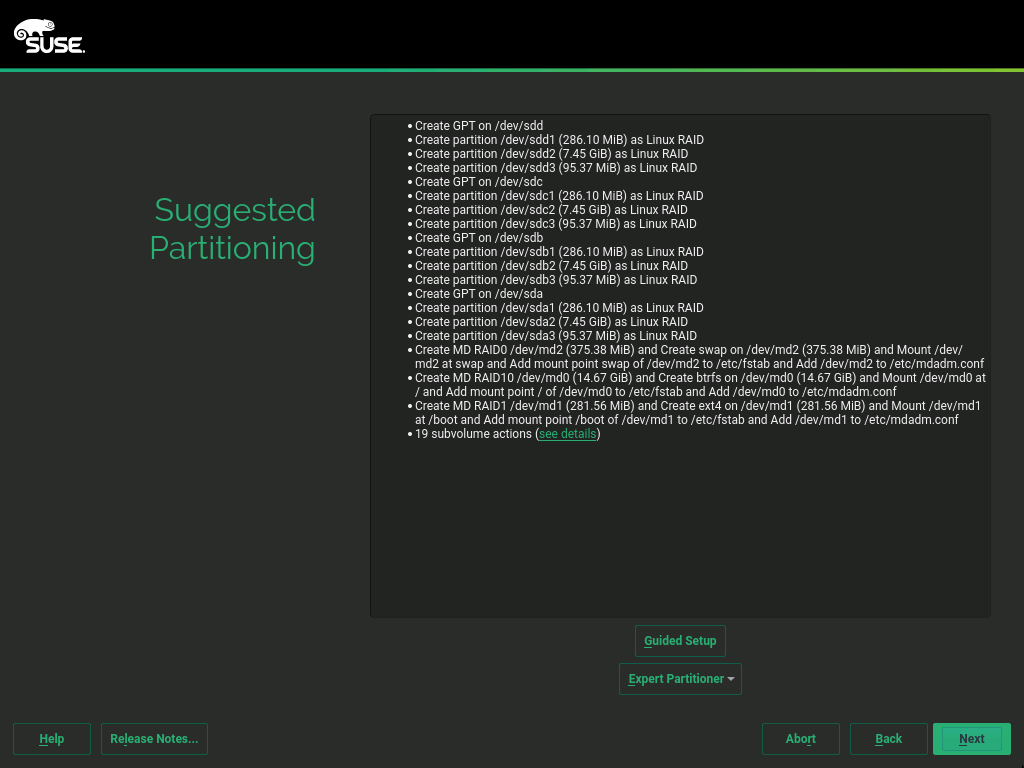 SUSE.
Suggested
Partitioning
• Create GPT on /dev/sdd
• Create partition /dev/sdd1 (286.10 MiB) as Linux RAID
• Create partition /dev/sdd2 (7.45 GiB) as Linux RAID
• Create partition /dev/sdd3 (95.37 MiB) as Linux RAID
• Create GPT on /dev/sdc
• Create partition /dev/sdc1 (286.10 MiB) as Linux RAID
• Create partition /dev/sdc2 (7.45 GiB) as Linux RAID
• Create partition /dev/sdc3 (95.37 MiB) as Linux RAID
• Create GPT on /dev/sdb
• Create partition /dev/sdb1 (286.10 MiB) as Linux RAID
• Create partition /dev/sdb2 (7.45 GiB) as Linux RAID
• Create partition /dev/sdb3 (95.37 MiB) as Linux RAID
• Create GPT on /dev/sda
• Create partition /dev/sda1 (286.10 MiB) as Linux RAID
• Create partition /dev/sda2 (7.45 GiB) as Linux RAID
• Create partition /dev/sda3 (95.37 MiB) as Linux RAID
• Create MD RAID0 /dev/md2 (375.38 MiB) and Create swap on /dev/md2 (375.38 MiB) and Mount /dev/
md2 at swap and Add mount point swap of /dev/md2 to /etc/fstab and Add /dev/md2 to /etc/mdadm.conf
• Create MD RAID10 /dev/md0 (14.67 GiB) and Create btrfs on /dev/md0 (14.67 GiB) and Mount /dev/md0 at
/ and Add mount point / of /dev/md0 to /etc/fstab and Add /dev/md0 to /etc/mdadm.conf
• Create MD RAID1 /dev/md1 (281.56 MiB) and Create ext4 on /dev/md1 (281.56 MiB) and Mount /dev/md1
at /boot and Add mount point /boot of /dev/md1 to /etc/fstab and Add /dev/md1 to /etc/mdadm.conf
• 19 subvolume actions (see details)
Guided Setup
Expert Partitioner
Help
Release Notes...
Abort
Back
Next